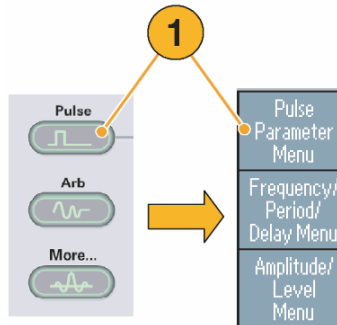 1
Pulse
Arb
More...
Pulse
Parameter
Menu
Frequency/
Period/
Delay Menu
Amplitude/
Level
Menu